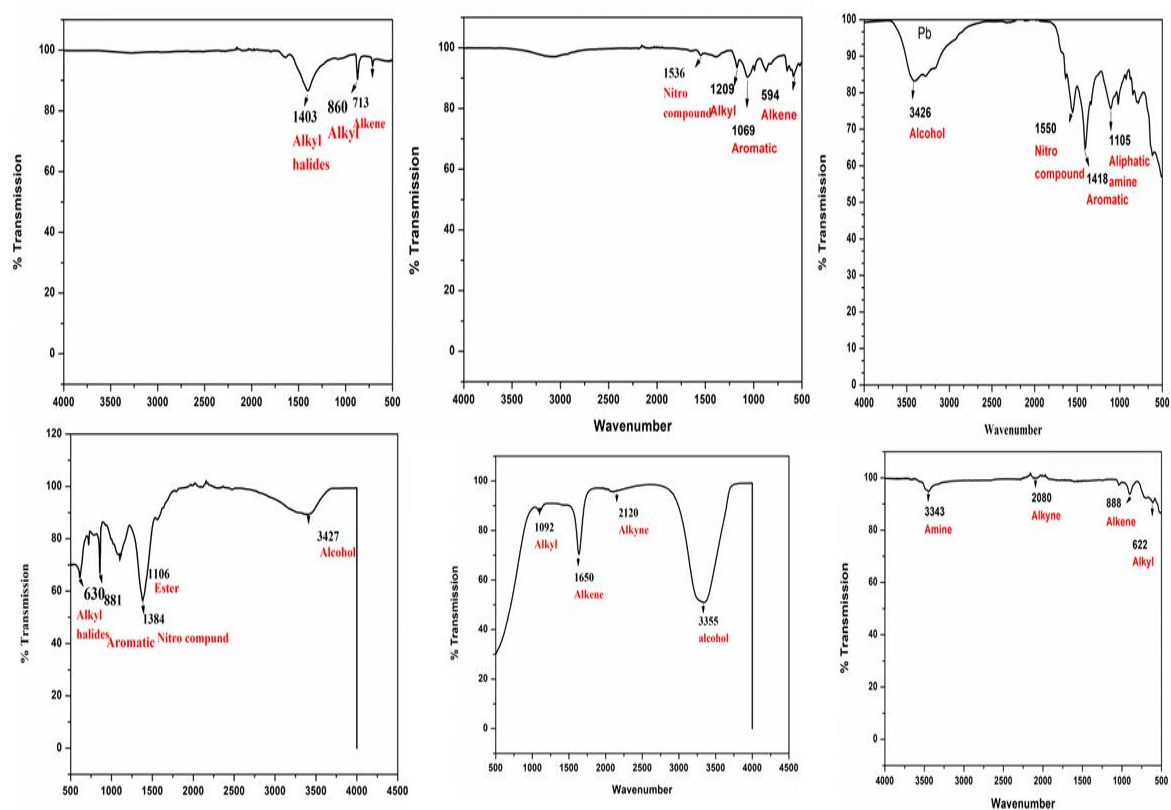 100
80
60
40
20
0
% Transmission
1403
Alkyl
halides
860
Alkyl
713
Alkene
4000 3500 3000 2500 2000 1500 1000 500
100
80
60
40
20
0
% Transmission
1536
Nitro
compound
1209
Alkyl
1069
Aromatic
594
Alkene
4000 3500 3000 2500 2000 1500 1000 500
Wavenumber
100
90
80
70
60
50
40
30
20
10
0
% Transmission
Pb
3426
Alcohol
1550
Nitro
compound
1418
Aromatic
1105
Aliphatic
amine
4000 3500 3000 2500 2000 1500 1000 500
Wavenumber
120
100
80
60
40
20
0
% Transmission
630
Alkyl
halides
881
Aromatic
1106
Ester
1384
Nitro compund
3427
Alcohol
500 1000 1500 2000 2500 3000 3500 4000 4500
100
80
60
40
20
0
% Transmission
1092
Alkyl
1650
Alkene
2120
Alkyne
3355
alcohol
500 1000 1500 2000 2500 3000 3500 4000 4500
Wavenumber
100
80
60
40
20
0
% Transmission
3343
Amine
2080
Alkyne
888
Alkene
622
Alkyl
4000 3500 3000 2500 2000 1500 1000 500
Wavenumber